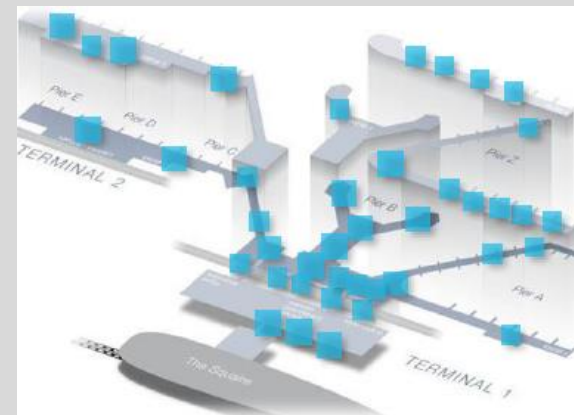 Pier E
Pier D
Pier C
TERMINAL 2
Pier B
Pier Z
Pier A
TERMINAL 1
The Square